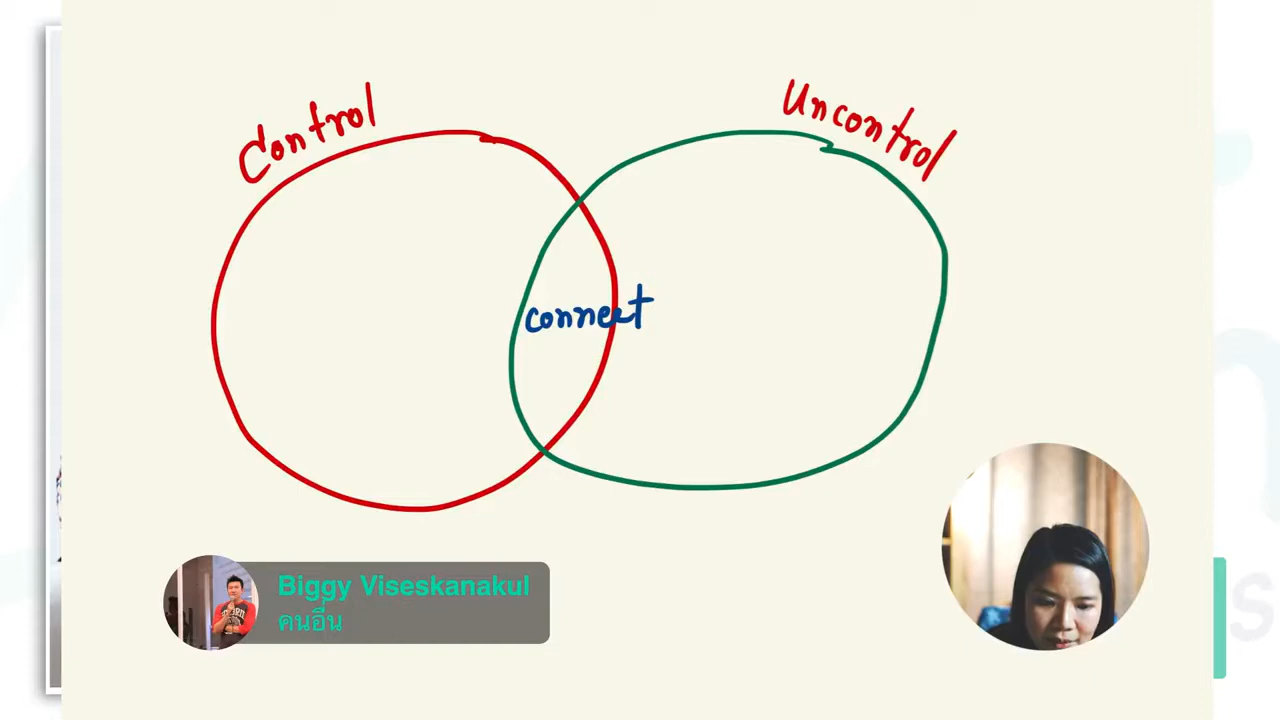 Control
Uncontrol
connect
Biggy Viseskanakul
คนอื่น
s